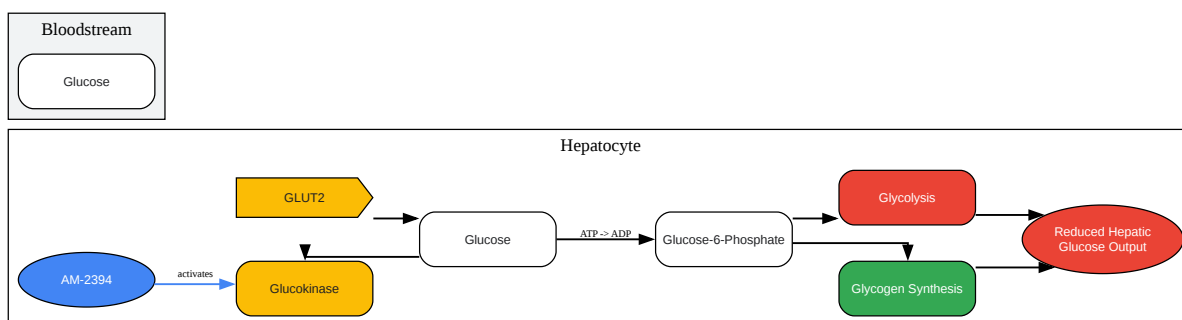 Bloodstream
Glucose
Hepatocyte
GLUT2
Glycolysis
Glucose
ATP -> ADP
Glucose-6-Phosphate
Reduced Hepatic
Glucose Output
AM-2394
activates
Glucokinase
Glycogen Synthesis